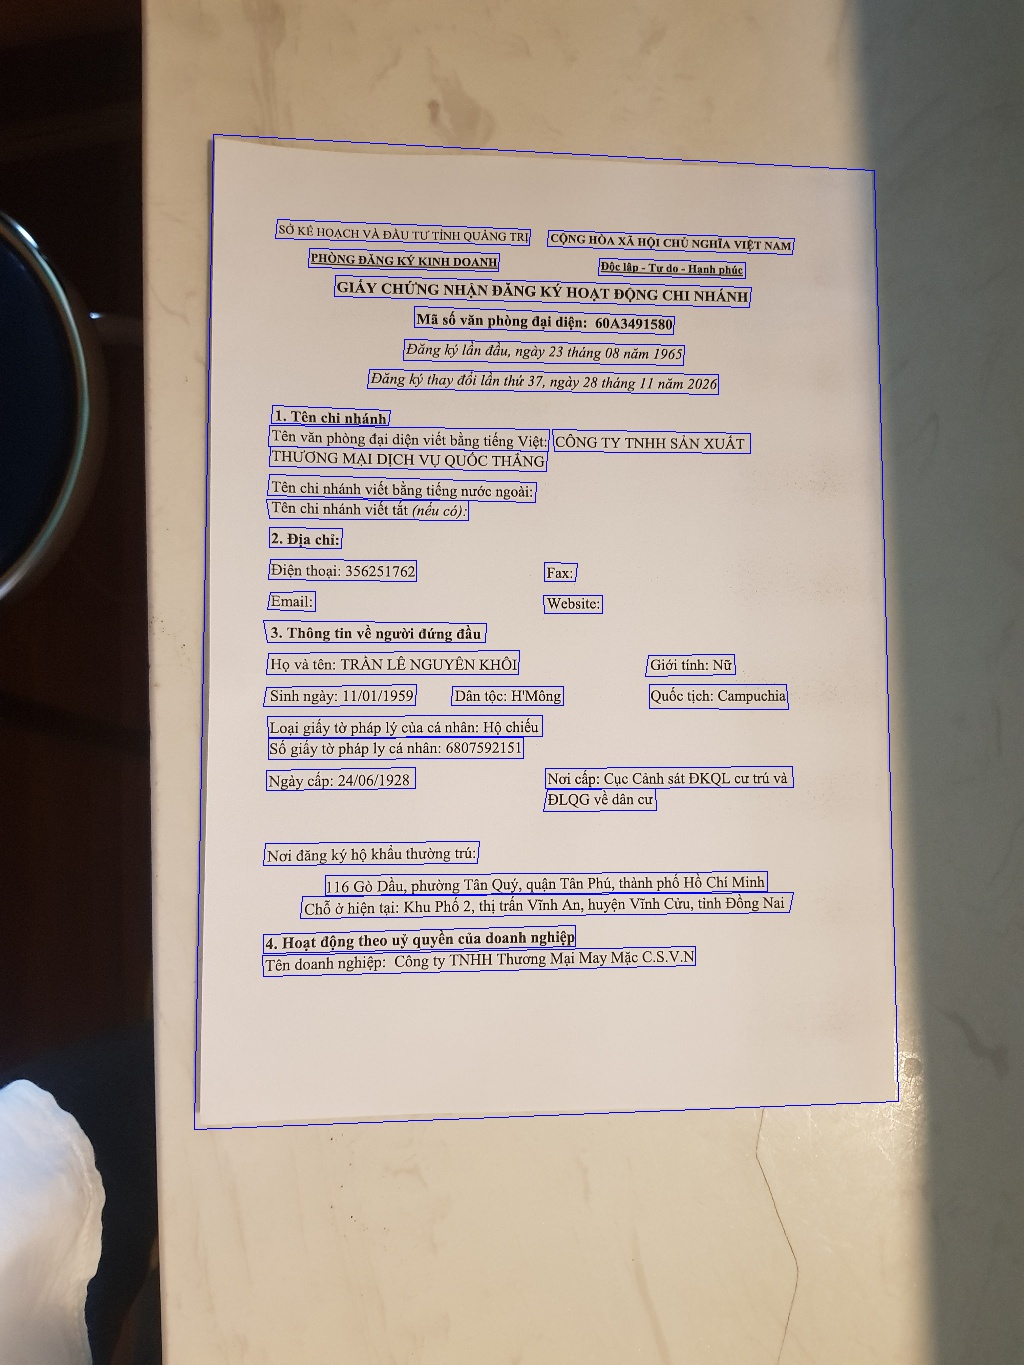 SỞ KẾ HOẠCH VÀ ĐẦU TƯ TỈNH QUẢNG TRỊ
CỘNG HÒA XÃ HỘI CHỦ NGHĨA VIỆT NAM
PHÒNG ĐĂNG KÝ KINH DOANH
Độc lập - Tự do - Hạnh phúc
GIẤY CHỨNG NHẬN ĐĂNG KÝ HOẠT ĐỘNG CHI NHÁNH
Mã số văn phòng đại diện: 60A3491580
Đăng ký lần đầu, ngày 23 tháng 08 năm 1965
Đăng ký thay đổi lần thứ 37, ngày 28 tháng 11 năm 2026
1. Tên chi nhánh
Tên văn phòng đại diện viết bằng tiếng Việt: CÔNG TY TNHH SẢN XUẤT
THƯƠNG MẠI DỊCH VỤ QUỐC THẮNG
Tên chi nhánh viết bằng tiếng nước ngoài:
Tên chi nhánh viết tắt (nếu có):
2. Địa chỉ:
Điện thoại: 356251762
Fax:
Email:
Website:
3. Thông tin về người đứng đầu
Họ và tên: TRẦN LÊ NGUYÊN KHÔI
Giới tính: Nữ
Sinh ngày: 11/01/1959
Dân tộc: H'Mông
Quốc tịch: Campuchia
Loại giấy tờ pháp lý của cá nhân: Hộ chiếu
Số giấy tờ pháp ly cá nhân: 6807592151
Ngày cấp: 24/06/1928
Nơi cấp: Cục Cảnh sát ĐKQL cư trú và
ĐLQG về dân cư
Nơi đăng ký hộ khẩu thường trú:
116 Gò Dầu, phường Tân Quý, quận Tân Phú, thành phố Hồ Chí Minh
Chỗ ở hiện tại: Khu Phố 2, thị trấn Vĩnh An, huyện Vĩnh Cửu, tỉnh Đồng Nai
4. Hoạt động theo uỷ quyền của doanh nghiệp
Tên doanh nghiệp: Công ty TNHH Thương Mại May Mặc C.S.V.N